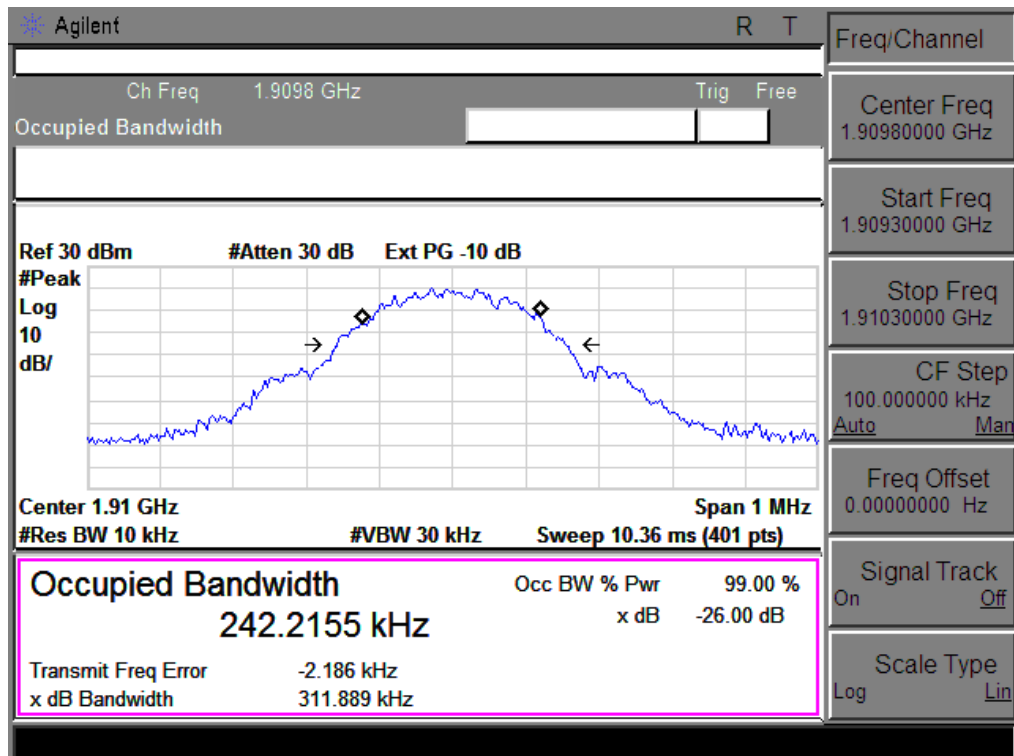 Agilent R T
Freq/Channel
Ch Freq 1.9098 GHz Trig Free
Occupied Bandwidth
Center Freq
1.90980000 GHz
Start Freq
1.90930000 GHz
Stop Freq
1.91030000 GHz
CF Step
100.000000 kHz
Auto Man
Freq Offset
0.00000000 Hz
Signal Track
On Off
Scale Type
Log Lin
Ref 30 dBm #Atten 30 dB Ext PG -10 dB
#Peak
Log
10
dB/
Center 1.91 GHz Span 1 MHz
#Res BW 10 kHz #VBW 30 kHz Sweep 10.36 ms (401 pts)
Occupied Bandwidth Occ BW % Pwr 99.00 %
242.2155 kHz x dB -26.00 dB
Transmit Freq Error -2.186 kHz
x dB Bandwidth 311.889 kHz